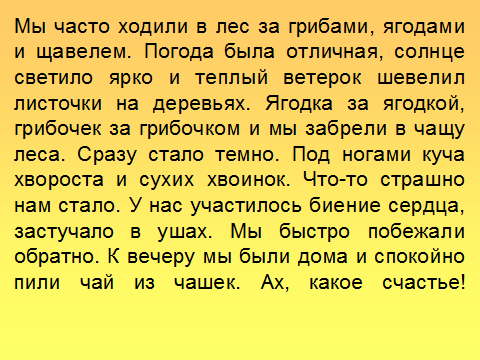 Мы часто ходили в лес за грибами, ягодами
и щавелем. Погода была отличная, солнце
светило ярко и теплый ветерок шевелил
листочки на деревьях. Ягодка за ягодкой,
грибочек за грибочком и мы забрели в чащу
леса. Сразу стало темно. Под ногами куча
хвороста и сухих хвоинок. Что-то страшно
нам стало. У нас участилось биение сердца,
застучало в ушах. Мы быстро побежали
обратно. К вечеру мы были дома и спокойно
пили чай из чашек. Ах, какое счастье!